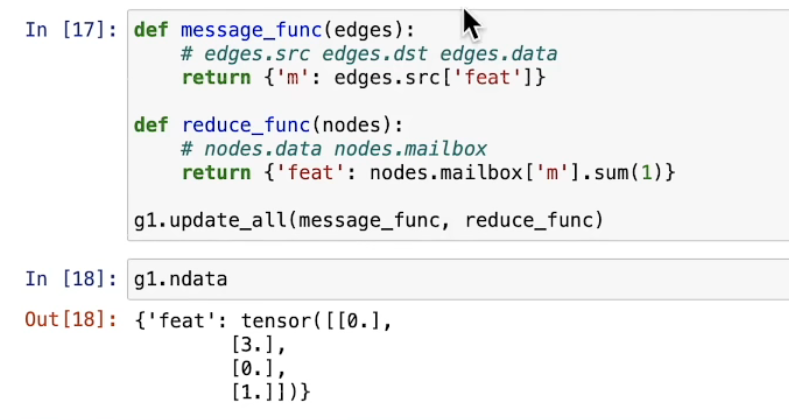 In [17]: def message_func(edges):
    # edges.src edges.dst edges.data
    return {'m': edges.src['feat']}
def reduce_func(nodes):
    # nodes.data nodes.mailbox
    return {'feat': nodes.mailbox['m'].sum(1)}
g1.update_all(message_func, reduce_func)
In [18]: g1.ndata
Out[18]: {'feat': tensor([[0.],
        [3.],
        [0.],
        [1.]])}